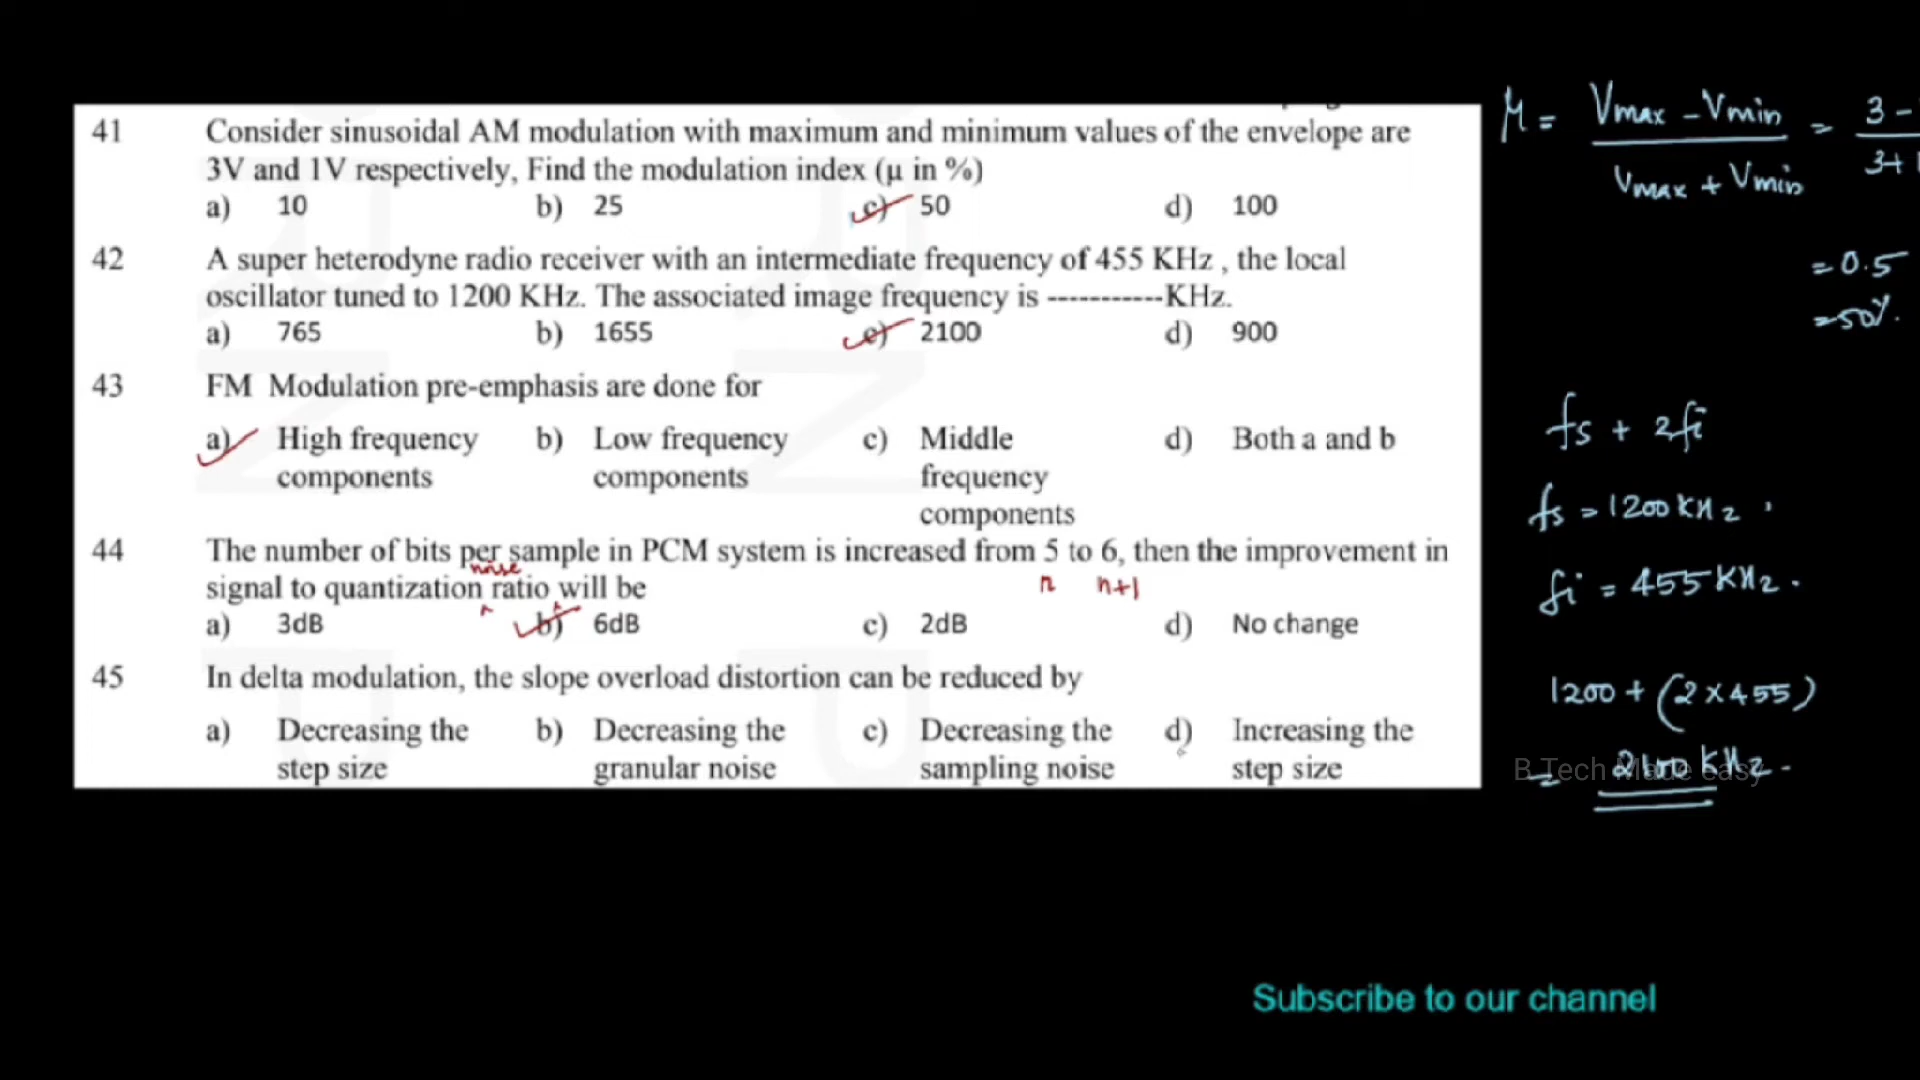 41 Consider sinusoidal AM modulation with maximum and minimum values of the envelope are
3V and 1V respectively, Find the modulation index (μ in %)
a) 10 b) 25 c) 50 d) 100
42 A super heterodyne radio receiver with an intermediate frequency of 455 KHz , the local
oscillator tuned to 1200 KHz. The associated image frequency is -----------KHz.
a) 765 b) 1655 c) 2100 d) 900
43 FM Modulation pre-emphasis are done for
a) High frequency b) Low frequency c) Middle d) Both a and b
components components frequency
components
44 The number of bits per sample in PCM system is increased from 5 to 6, then the improvement in
noise
signal to quantization ratio will be
n n+1
a) 3dB b) 6dB c) 2dB d) No change
45 In delta modulation, the slope overload distortion can be reduced by
a) Decreasing the b) Decreasing the c) Decreasing the d) Increasing the
step size granular noise sampling noise step size
μ = Vmax - Vmin = 3 -
Vmax + Vmin 3+
= 0.5
= 50%.
fs + 2fi
fs = 1200 KHz .
fi = 455 KHz .
1200 + (2 x 455)
= KHz .
B.Tech Made easy
Subscribe to our channel